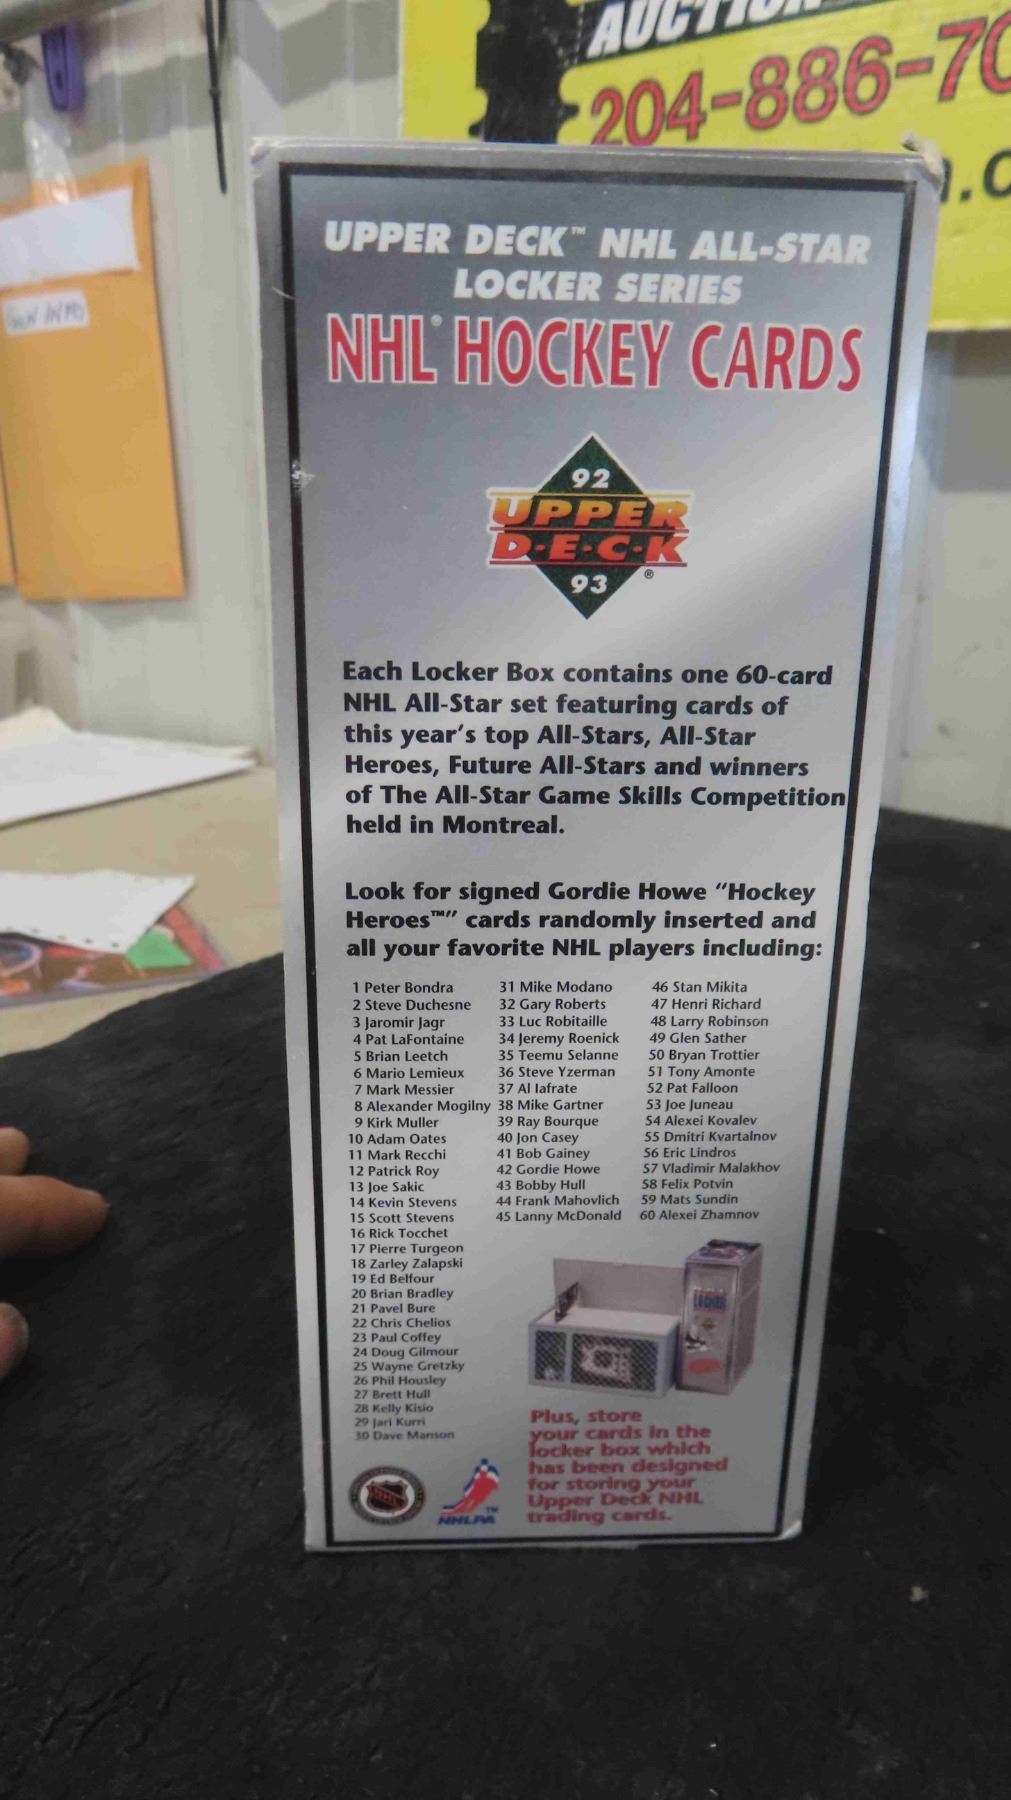 AUCTION
204-886-70
.c
UPPER DECK™ NHL ALL-STAR
LOCKER SERIES
NHL® HOCKEY CARDS
92
UPPER
D·E·C·K
93 ®
Each Locker Box contains one 60-card
NHL All-Star set featuring cards of
this year's top All-Stars, All-Star
Heroes, Future All-Stars and winners
of The All-Star Game Skills Competition
held in Montreal.
Look for signed Gordie Howe "Hockey
Heroes™" cards randomly inserted and
all your favorite NHL players including:
1 Peter Bondra
2 Steve Duchesne
3 Jaromir Jagr
4 Pat LaFontaine
5 Brian Leetch
6 Mario Lemieux
7 Mark Messier
8 Alexander Mogilny
9 Kirk Muller
10 Adam Oates
11 Mark Recchi
12 Patrick Roy
13 Joe Sakic
14 Kevin Stevens
15 Scott Stevens
16 Rick Tocchet
17 Pierre Turgeon
18 Zarley Zalapski
19 Ed Belfour
20 Brian Bradley
21 Pavel Bure
22 Chris Chelios
23 Paul Coffey
24 Doug Gilmour
25 Wayne Gretzky
26 Phil Housley
27 Brett Hull
28 Kelly Kisio
29 Jari Kurri
30 Dave Manson
31 Mike Modano
32 Gary Roberts
33 Luc Robitaille
34 Jeremy Roenick
35 Teemu Selanne
36 Steve Yzerman
37 Al Iafrate
38 Mike Gartner
39 Ray Bourque
40 Jon Casey
41 Bob Gainey
42 Gordie Howe
43 Bobby Hull
44 Frank Mahovlich
45 Lanny McDonald
46 Stan Mikita
47 Henri Richard
48 Larry Robinson
49 Glen Sather
50 Bryan Trottier
51 Tony Amonte
52 Pat Falloon
53 Joe Juneau
54 Alexei Kovalev
55 Dmitri Kvartalnov
56 Eric Lindros
57 Vladimir Malakhov
58 Felix Potvin
59 Mats Sundin
60 Alexei Zhamnov
LOCKER
Plus, store
your cards in the
locker box which
has been designed
for storing your
Upper Deck NHL
trading cards.
NHL
NHLPA™